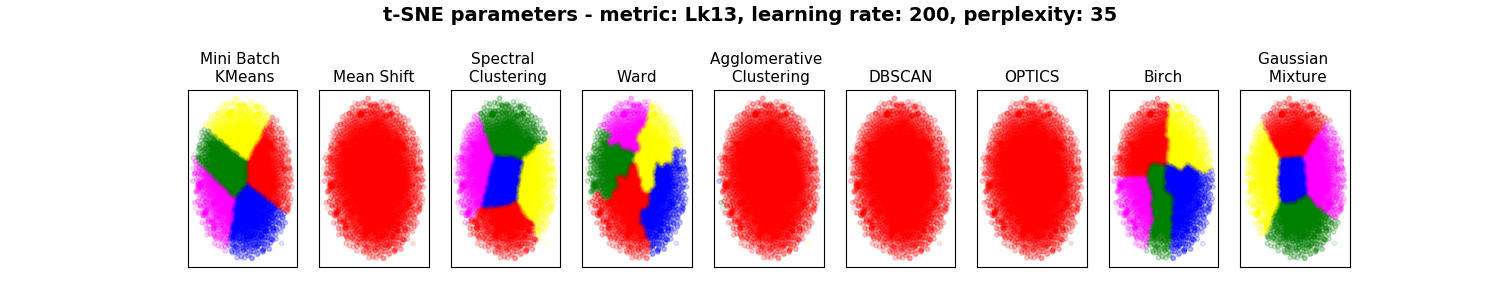 t-SNE parameters - metric: Lk13, learning rate: 200, perplexity: 35
Mini Batch
KMeans
Mean Shift
Spectral
Clustering
Ward
Agglomerative
Clustering
DBSCAN
OPTICS
Birch
Gaussian
Mixture